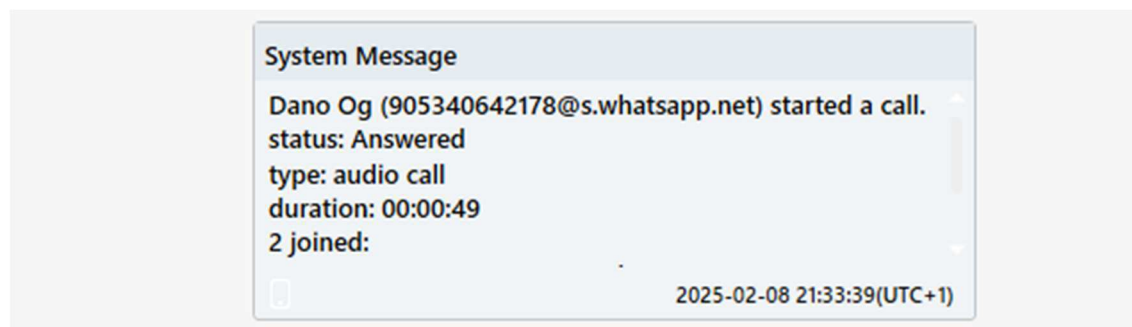 System Message
Dano Og (905340642178@s.whatsapp.net) started a call.
status: Answered
type: audio call
duration: 00:00:49
2 joined:
2025-02-08 21:33:39(UTC+1)